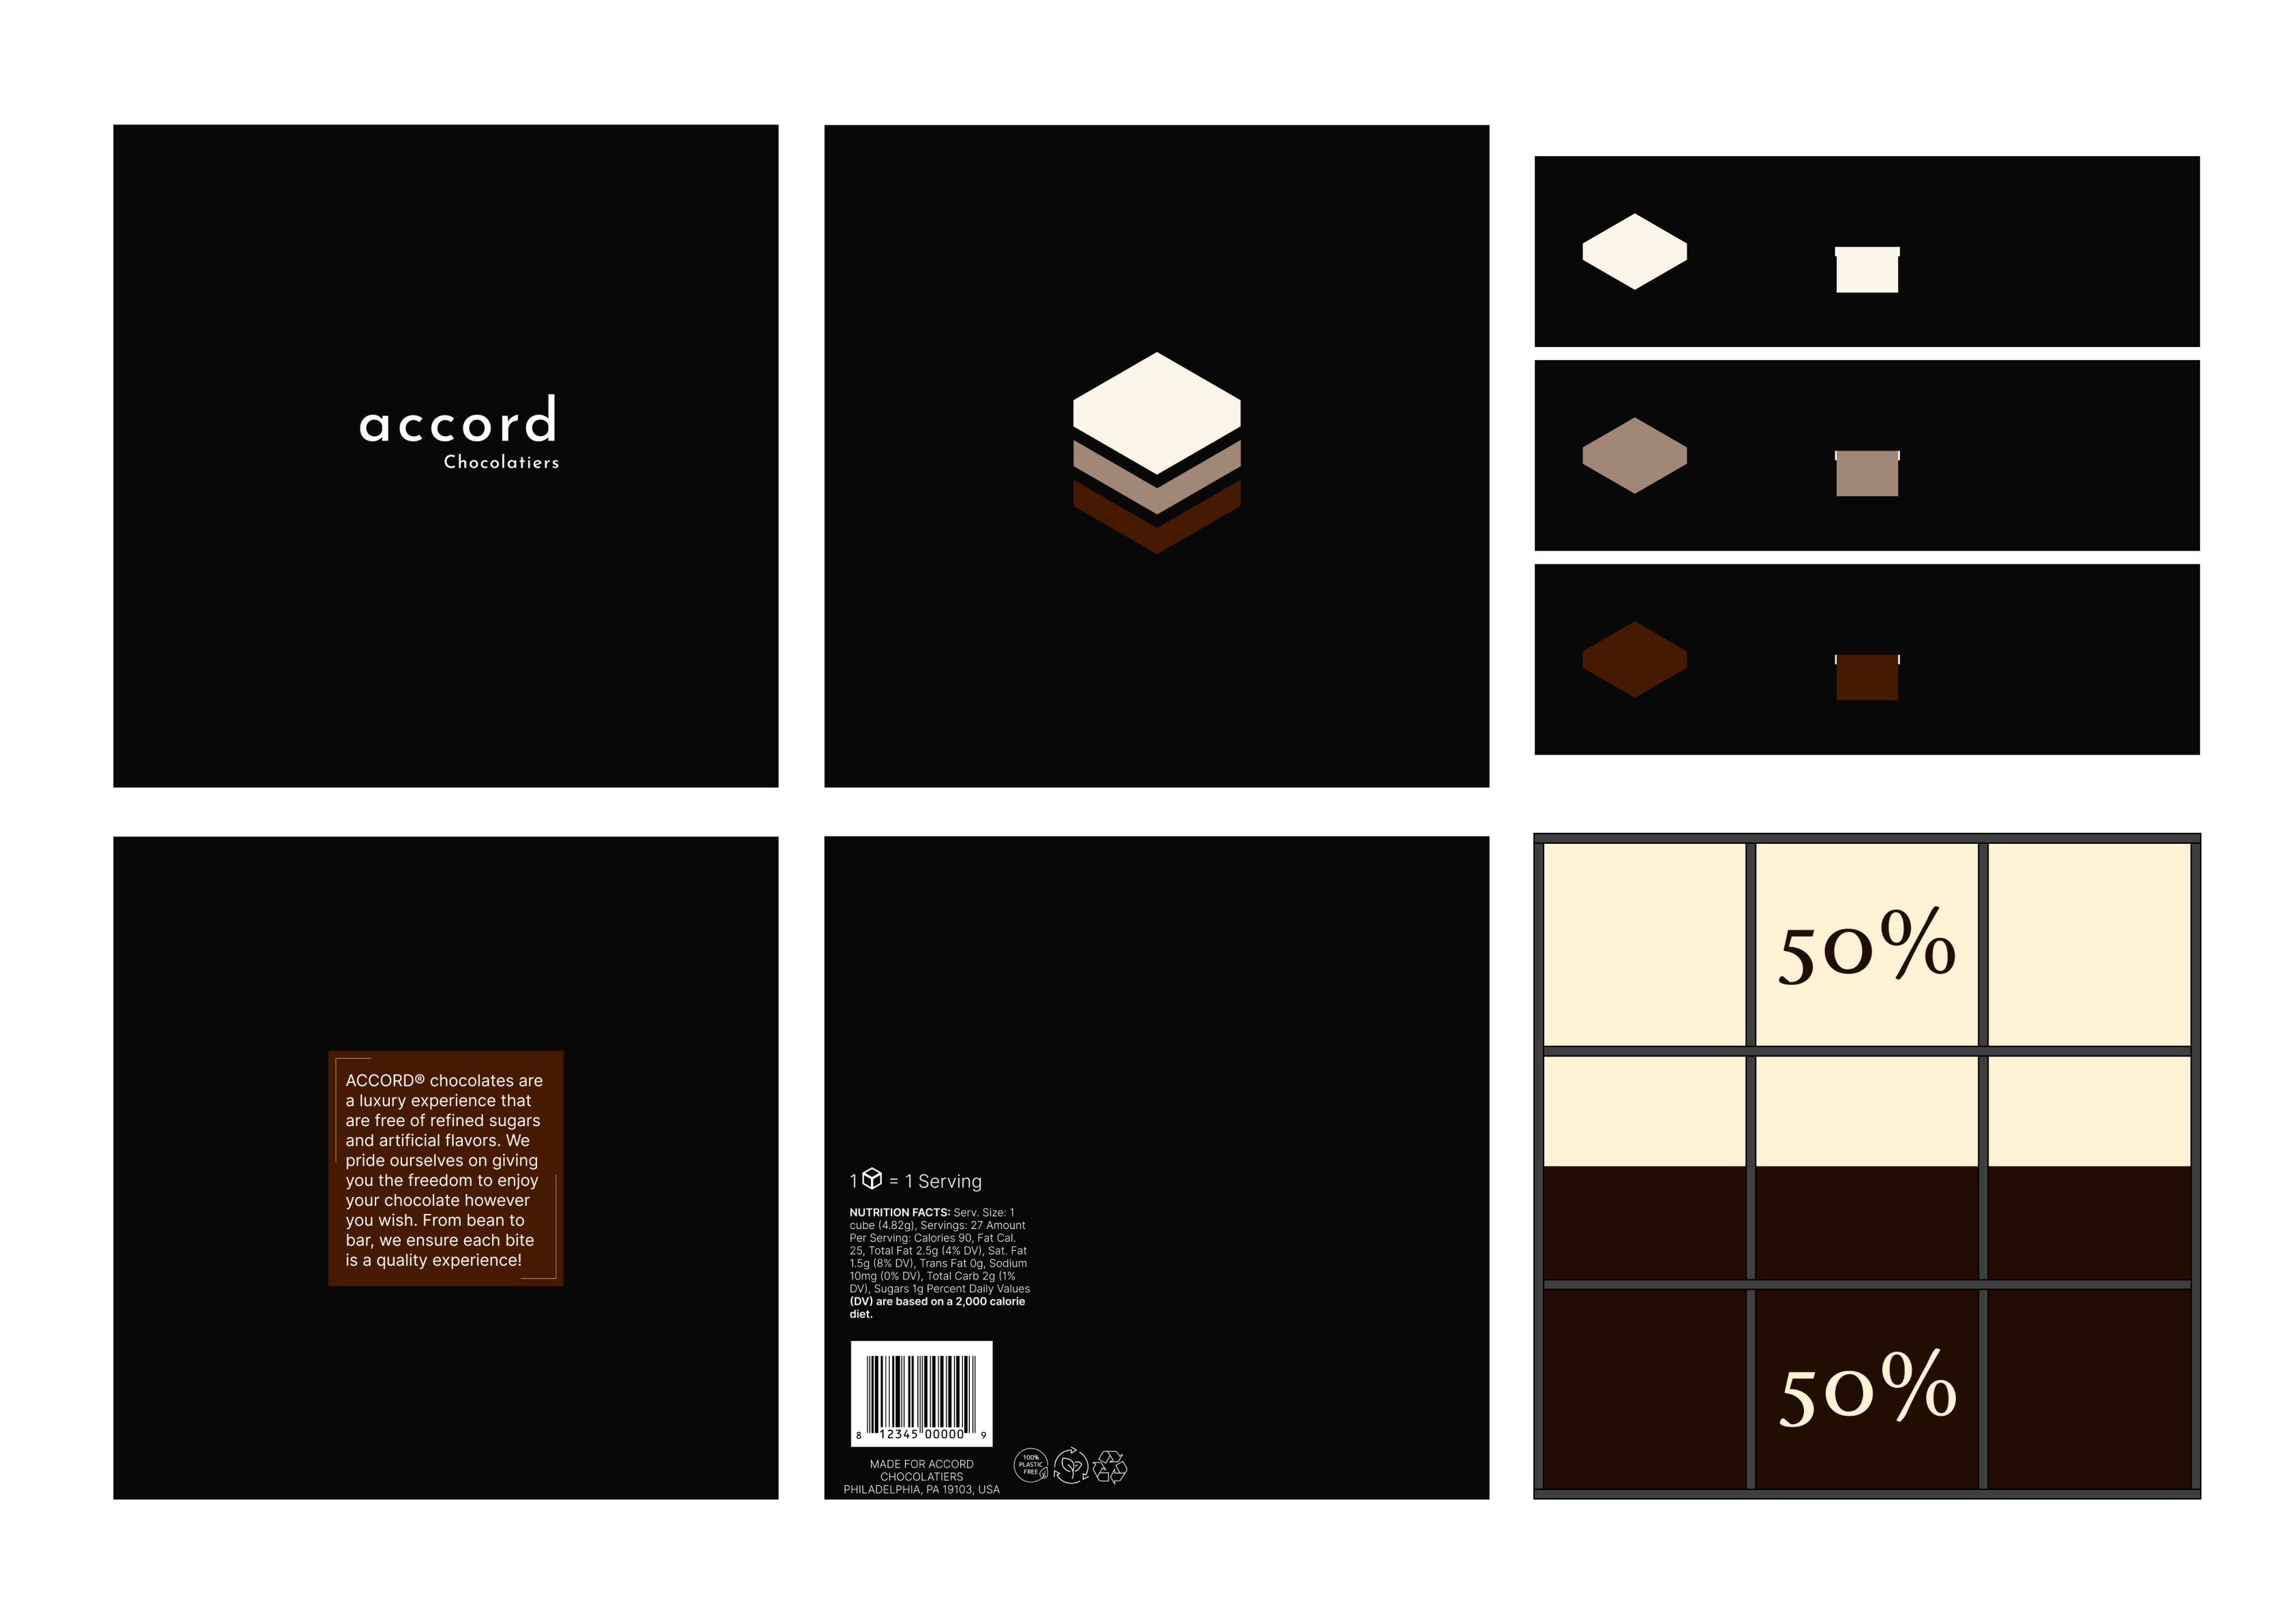 accord
Chocolatiers
ACCORD® chocolates are
a luxury experience that
are free of refined sugars
and artificial flavors. We
pride ourselves on giving
you the freedom to enjoy
your chocolate however
you wish. From bean to
bar, we ensure each bite
is a quality experience!
1 = 1 Serving
NUTRITION FACTS: Serv. Size: 1
cube (4.82g), Servings: 27 Amount
Per Serving: Calories 90, Fat Cal.
25, Total Fat 2.5g (4% DV), Sat. Fat
1.5g (8% DV), Trans Fat 0g, Sodium
10mg (0% DV), Total Carb 2g (1%
DV), Sugars 1g Percent Daily Values
(DV) are based on a 2,000 calorie
diet.
8 12345 00000 9
MADE FOR ACCORD
CHOCOLATIERS
PHILADELPHIA, PA 19103, USA
100%
PLASTIC
FREE
50%
50%